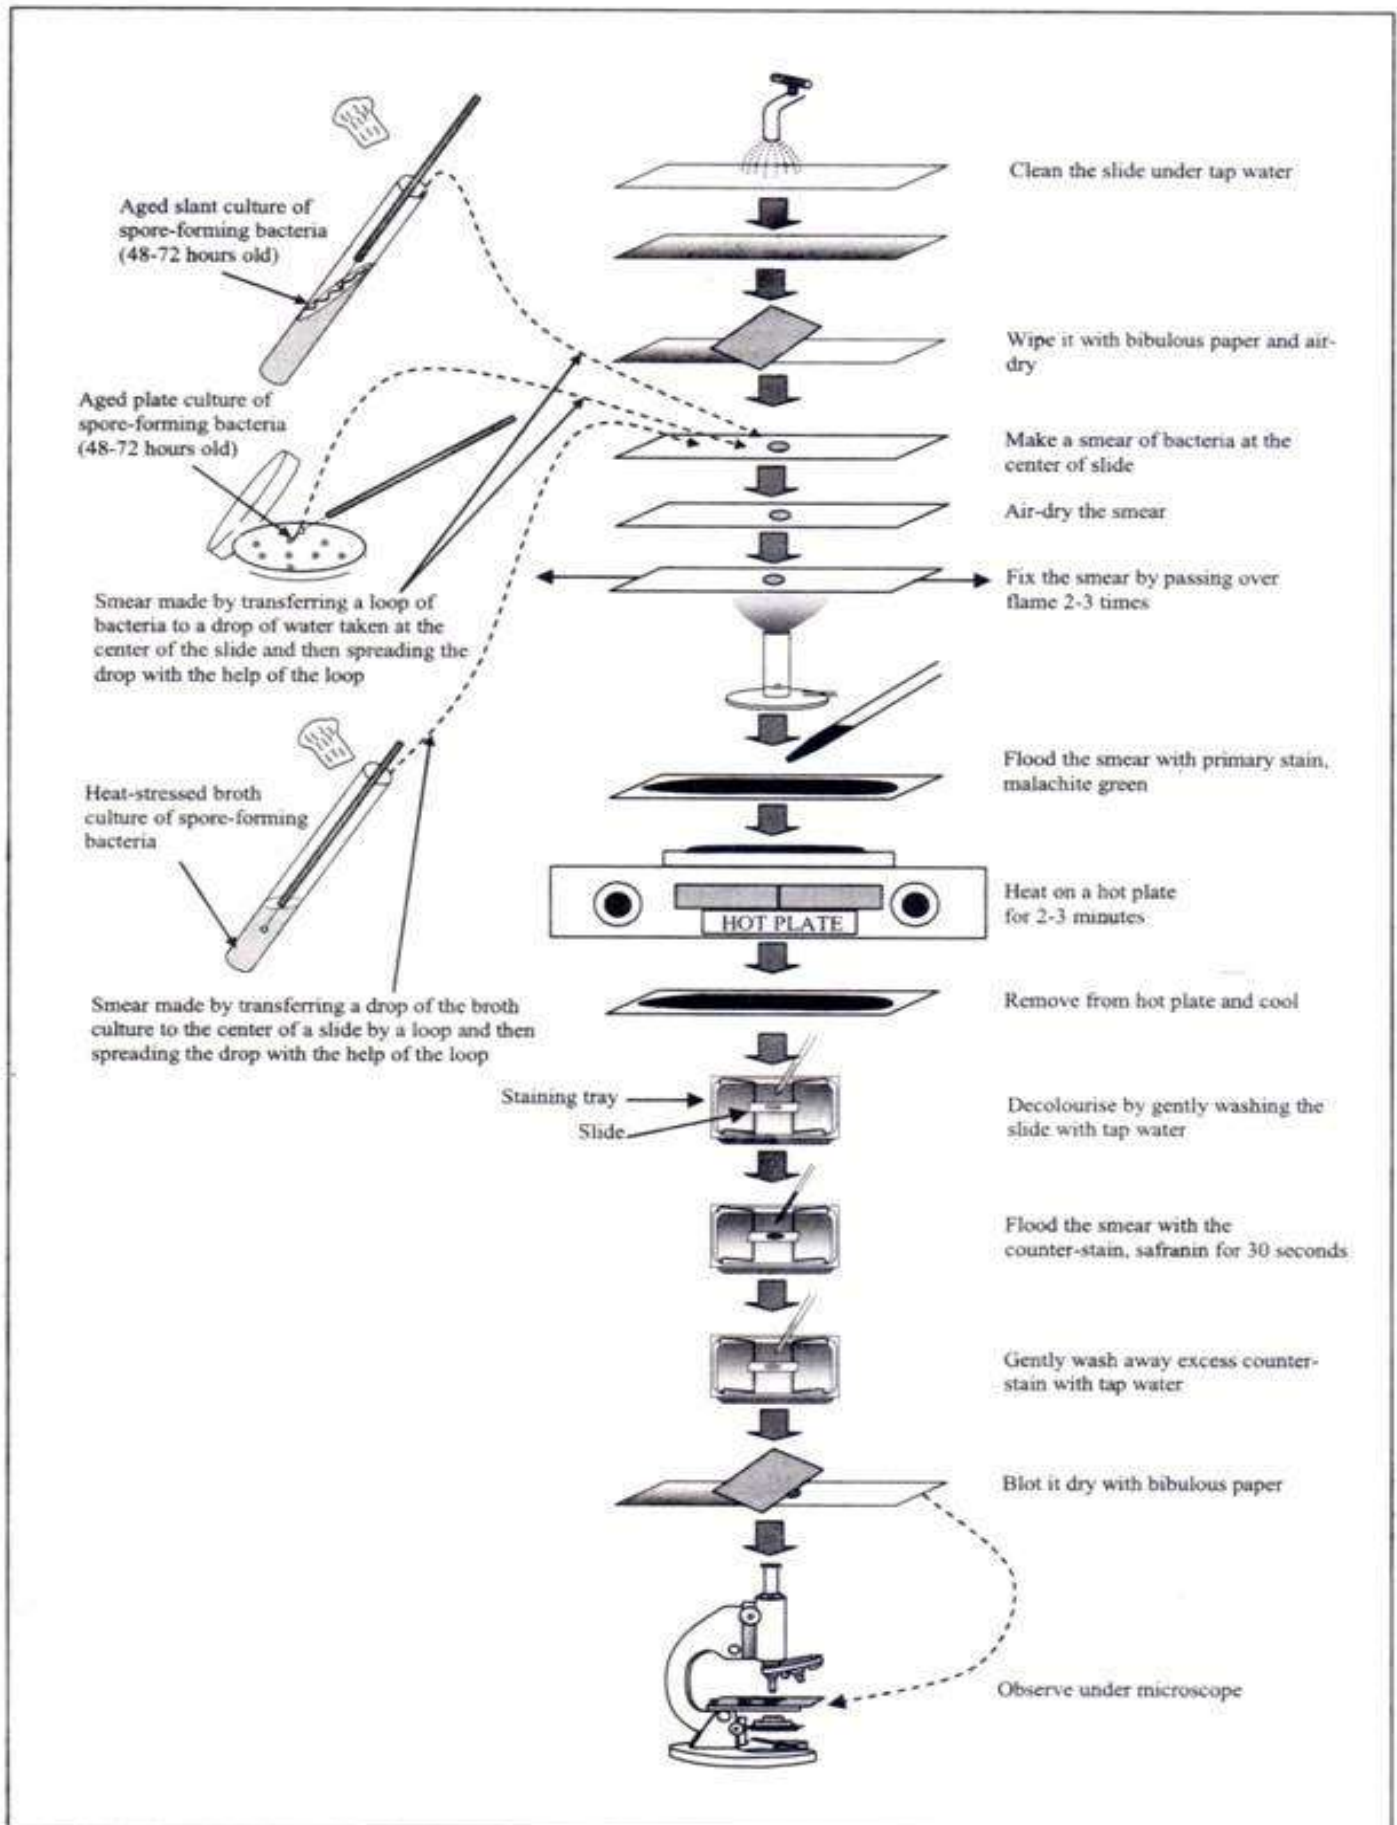 Clean the slide under tap water
Aged slant culture of
spore-forming bacteria
(48-72 hours old)
Wipe it with bibulous paper and air-
dry
Aged plate culture of
spore-forming bacteria
(48-72 hours old)
Make a smear of bacteria at the
center of slide
Air-dry the smear
Fix the smear by passing over
flame 2-3 times
Smear made by transferring a loop of
bacteria to a drop of water taken at the
center of the slide and then spreading the
drop with the help of the loop
Flood the smear with primary stain,
malachite green
Heat-stressed broth
culture of spore-forming
bacteria
Heat on a hot plate
for 2-3 minutes
HOT PLATE
Remove from hot plate and cool
Smear made by transferring a drop of the broth
culture to the center of a slide by a loop and then
spreading the drop with the help of the loop
Staining tray
Slide
Decolourise by gently washing the
slide with tap water
Flood the smear with the
counter-stain, safranin for 30 seconds
Gently wash away excess counter-
stain with tap water
Blot it dry with bibulous paper
Observe under microscope